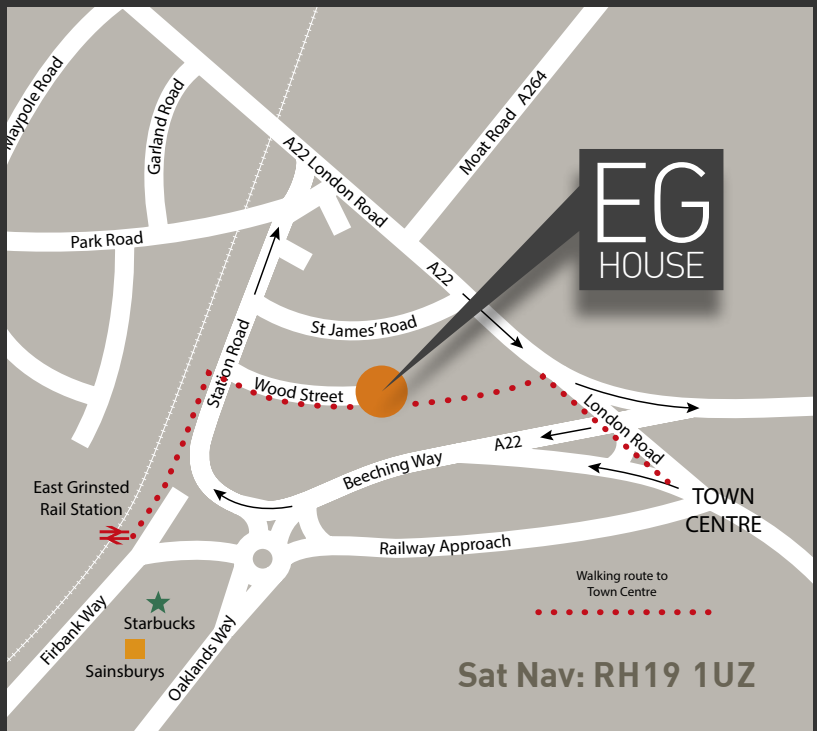 Maypole Road
Garland Road
A22 London Road
Moat Road A264
EG
HOUSE
Park Road
A22
St James' Road
Station Road
Wood Street
London Road
A22
Beeching Way
East Grinsted
Rail Station
TOWN
CENTRE
Railway Approach
Walking route to
Town Centre
Starbucks
Firbank Way
Oaklands Way
Sainsburys
Sat Nav: RH19 1UZ